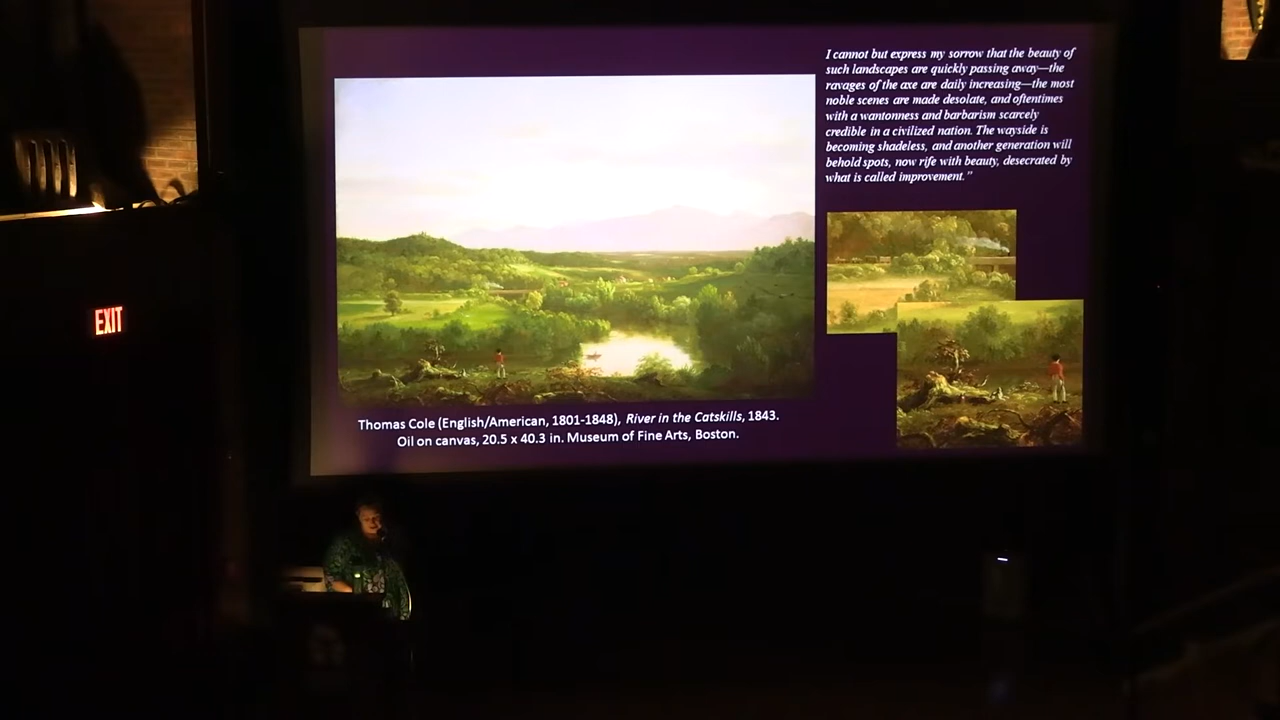 I cannot but express my sorrow that the beauty of
such landscapes are quickly passing away—the
ravages of the axe are daily increasing—the most
noble scenes are made desolate, and oftentimes
with a wantonness and barbarism scarcely
credible in a civilized nation. The wayside is
becoming shadeless, and another generation will
behold spots, now rife with beauty, desecrated by
what is called improvement.”
Thomas Cole (English/American, 1801-1848), River in the Catskills, 1843.
Oil on canvas, 20.5 x 40.3 in. Museum of Fine Arts, Boston.
EXIT